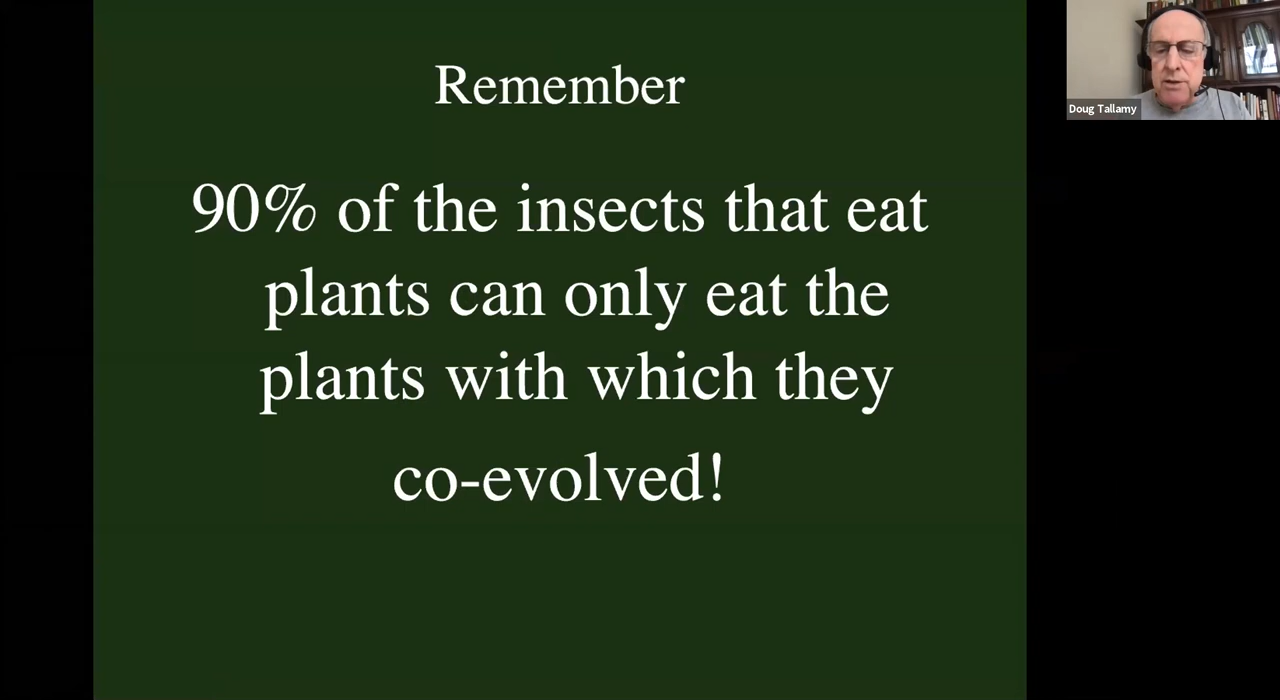 Remember
90% of the insects that eat
plants can only eat the
plants with which they
co-evolved!
Doug Tallamy